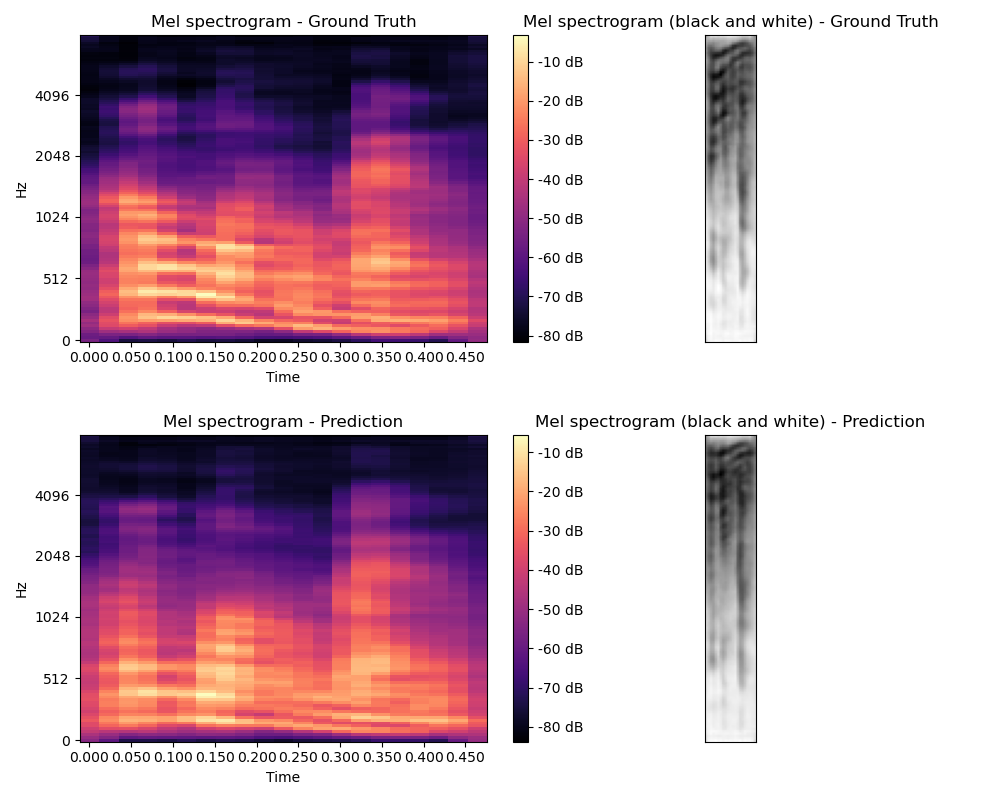 Mel spectrogram - Ground Truth
Mel spectrogram (black and white) - Ground Truth
4096
2048
1024
512
0
Hz
0.000 0.050 0.100 0.150 0.200 0.250 0.300 0.350 0.400 0.450
Time
-10 dB
-20 dB
-30 dB
-40 dB
-50 dB
-60 dB
-70 dB
-80 dB
Mel spectrogram - Prediction
Mel spectrogram (black and white) - Prediction
4096
2048
1024
512
0
Hz
0.000 0.050 0.100 0.150 0.200 0.250 0.300 0.350 0.400 0.450
Time
-10 dB
-20 dB
-30 dB
-40 dB
-50 dB
-60 dB
-70 dB
-80 dB